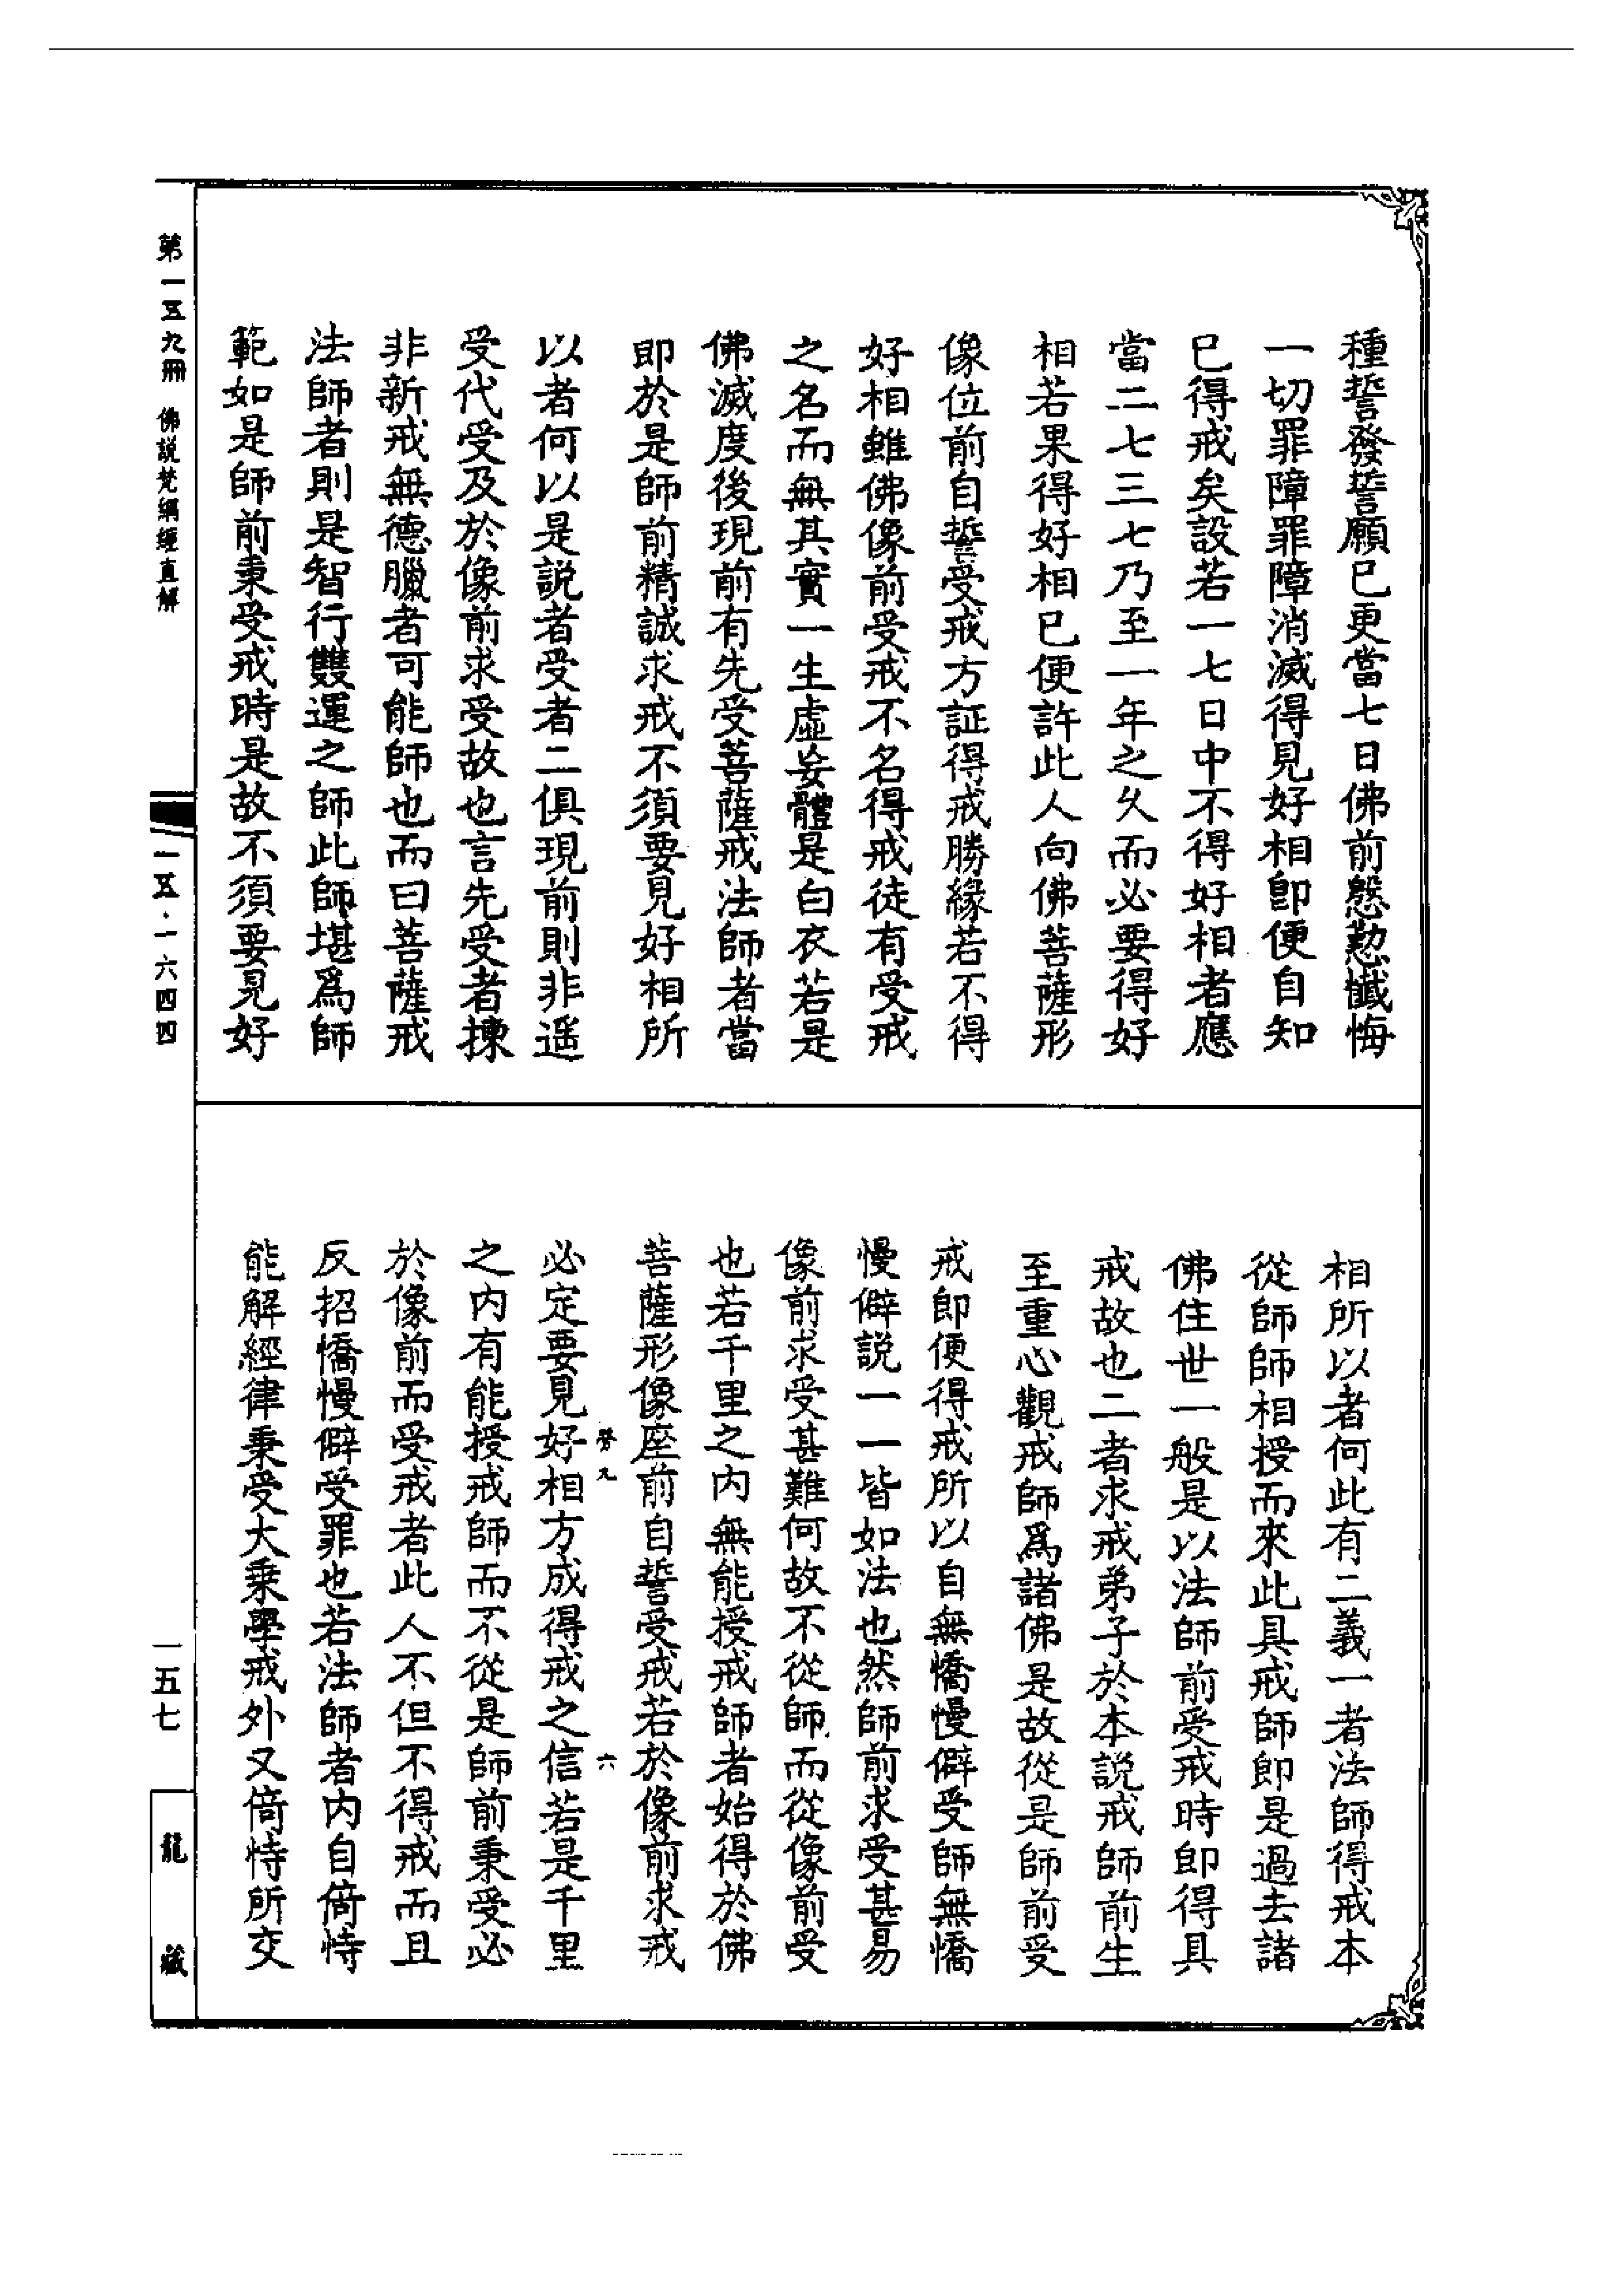 種誓發誓願已更當七日佛前慇懃懺悔
一切罪障罪障消滅得見好相卽便自知
已得戒矣設若一七日中不得好相者應
當二七三七乃至一年之久而必要得好
相若果得好相已便許此人向佛菩薩形
像位前自誓受戒方証得戒勝緣若不得
好相雖佛像前受戒不名得戒徒有受戒
之名而無其實一生虛妄體是白衣若是
佛滅度後現前有先受菩薩戒法師者當
即於是師前精誠求戒不須要見好相所
以者何以是説者受者二俱現前則非遥
受代受及於像前求受故也言先受者揀
非新戒無德臘者可能師也而曰菩薩戒
法師者則是智行雙運之師此師堪爲師
範如是師前秉受戒時是故不須要見好
相所以者何此有二義一者法師得戒本
從師師相授而來此具戒師即是過去諸
佛住世一般是以法師前受戒時即得具
戒故也二者求戒弟子於本説戒師前生
至重心觀戒師爲諸佛是故從是師前受
戒即便得戒所以自無憍慢僻受師無憍
慢僻説一一皆如法也然師前求受甚易
像前求受甚難何故不從師而從像前受
也若千里之内無能授戒師者始得於佛
菩薩形像座前自誓受戒若於像前求戒
九 六
必定要見好相方成得戒之信若是千里
之内有能授戒師而不從是師前秉受必
於像前而受戒者此人不但不得戒而且
反招憍慢僻受罪也若法師者内自倚恃
能解經律秉受大乘學戒外又倚恃所交
第一五九冊 佛説梵網經直解
一五·一六四四
一五七
龍藏